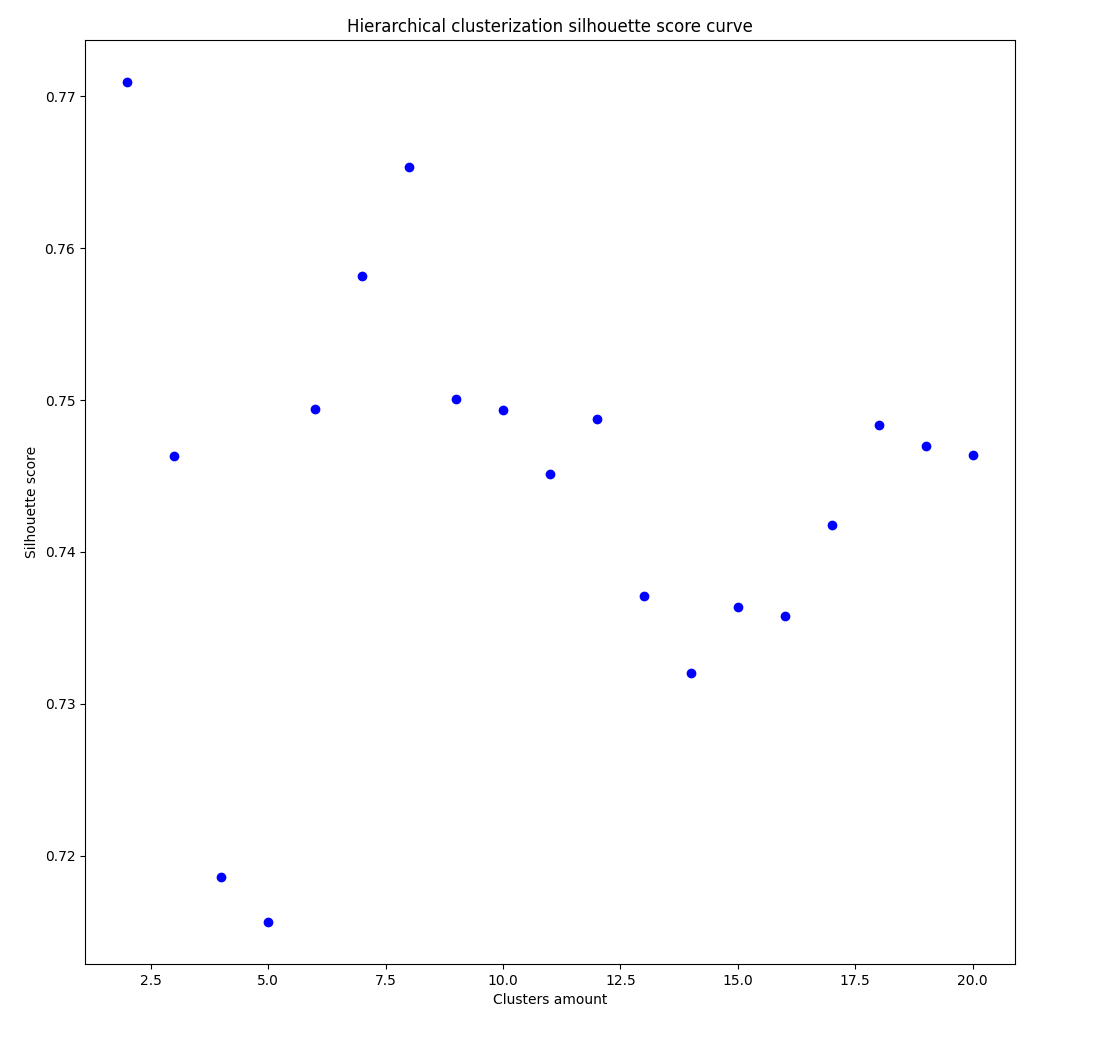 Hierarchical clusterization silhouette score curve
0.77
0.76
0.75
0.74
0.73
0.72
Silhouette score
2.5 5.0 7.5 10.0 12.5 15.0 17.5 20.0
Clusters amount